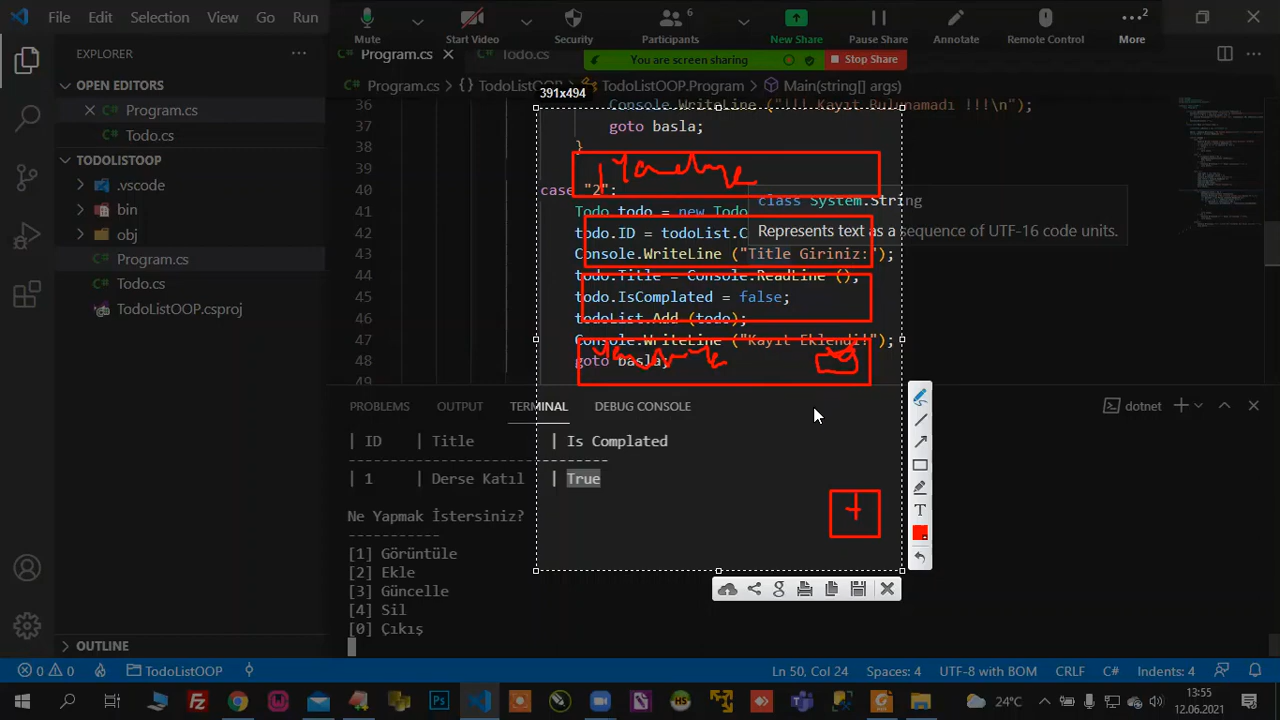 File Edit Selection View Go Run
Mute Start Video Security 6 Participants New Share Pause Share Annotate Remote Control 2 More
You are screen sharing Stop Share
EXPLORER
OPEN EDITORS
Program.cs
Todo.cs
TODOLISTOOP
.vscode
bin
obj
Program.cs
Todo.cs
TodoListOOP.csproj
OUTLINE
Program.cs Todo.cs
Program.cs {} TodoListOOP TodoListOOP.Program Main(string[] args)
391x494
36 Console.WriteLine ("!!! Kayıt Bulunamadı !!!\n");
37 goto basla;
38 }
39
40 case "2":
41 Todo todo = new Todo
42 todo.ID = todoList.C
43 Console.WriteLine ("Title Giriniz:");
44 todo.Title = Console.ReadLine ();
45 todo.IsComplated = false;
46 todoList.Add (todo);
47 Console.WriteLine ("Kayıt Eklendi!");
48 goto basla;
49
class System.String
Represents text as a sequence of UTF-16 code units.
PROBLEMS OUTPUT TERMINAL DEBUG CONSOLE dotnet
| ID | Title | Is Complated
-----------------------------
| 1 | Derse Katıl | True
Ne Yapmak İstersiniz?
-----------
[1] Görüntüle
[2] Ekle
[3] Güncelle
[4] Sil
[0] Çıkış
+
T
g
0 0 TodoListOOP Ln 50, Col 24 Spaces: 4 UTF-8 with BOM CRLF C# Indents: 4
24°C 13:55
12.06.2021